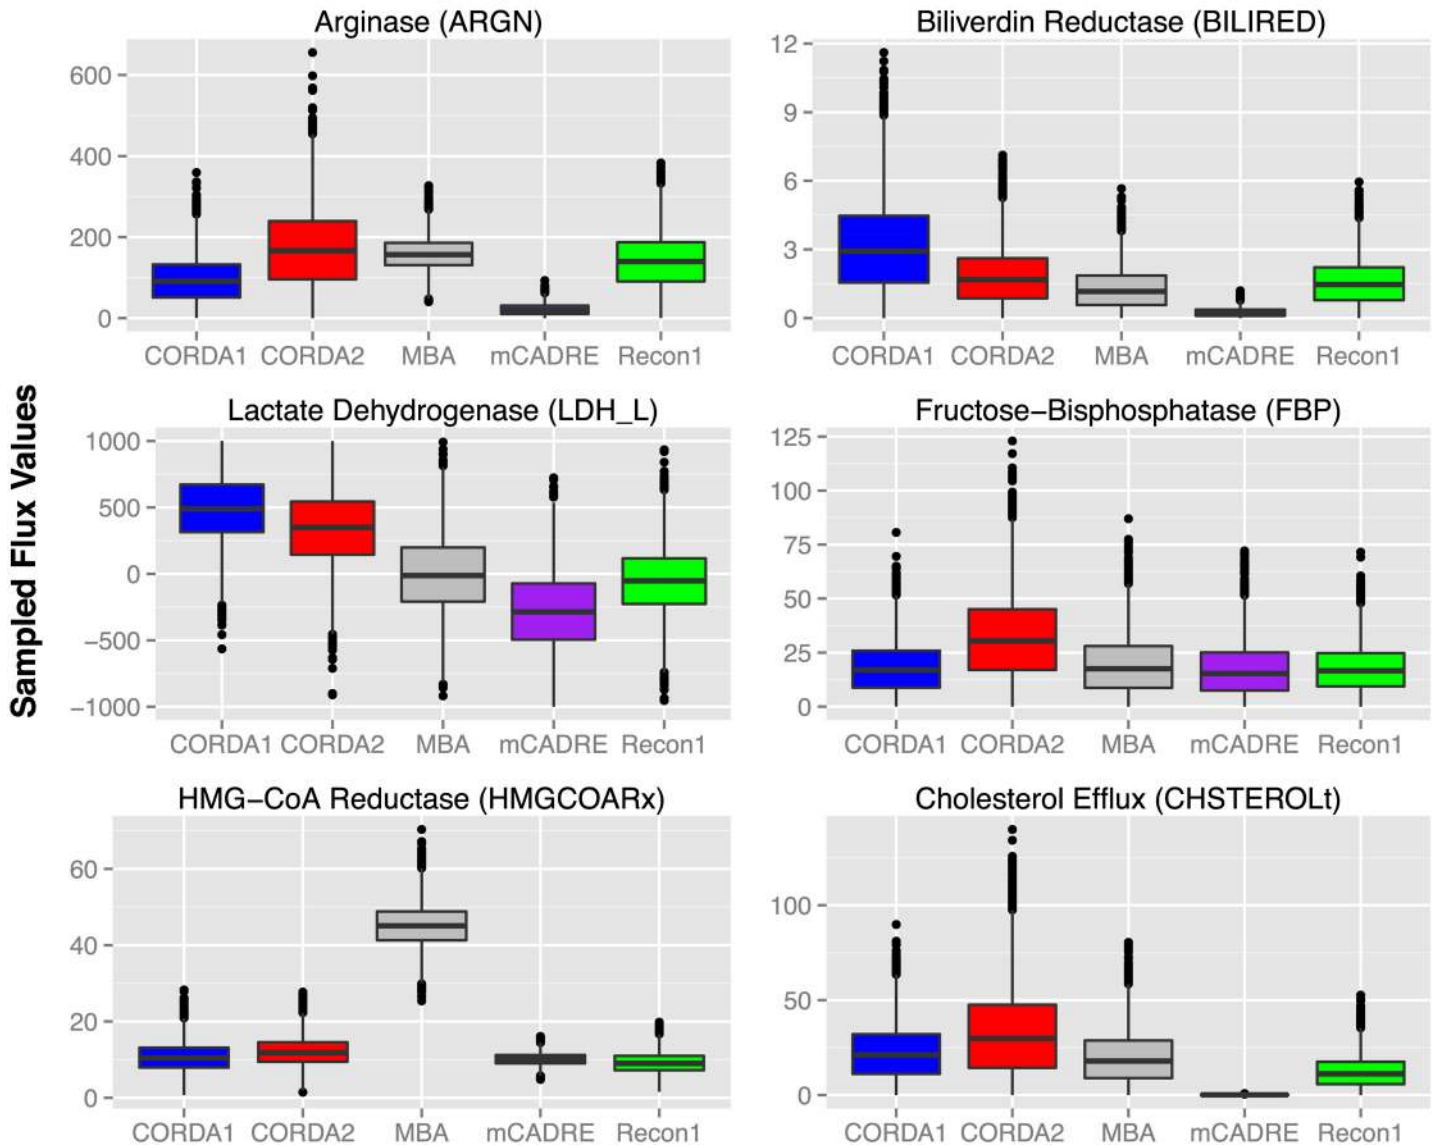 Arginase (ARGN)
600
400
200
0
CORDA1 CORDA2 MBA mCADRE Recon1
Biliverdin Reductase (BILIRED)
12
9
6
3
0
CORDA1 CORDA2 MBA mCADRE Recon1
Sampled Flux Values
Lactate Dehydrogenase (LDH_L)
1000
500
0
−500
−1000
CORDA1 CORDA2 MBA mCADRE Recon1
Fructose−Bisphosphatase (FBP)
125
100
75
50
25
0
CORDA1 CORDA2 MBA mCADRE Recon1
HMG−CoA Reductase (HMGCOARx)
60
40
20
0
CORDA1 CORDA2 MBA mCADRE Recon1
Cholesterol Efflux (CHSTEROLt)
100
50
0
CORDA1 CORDA2 MBA mCADRE Recon1